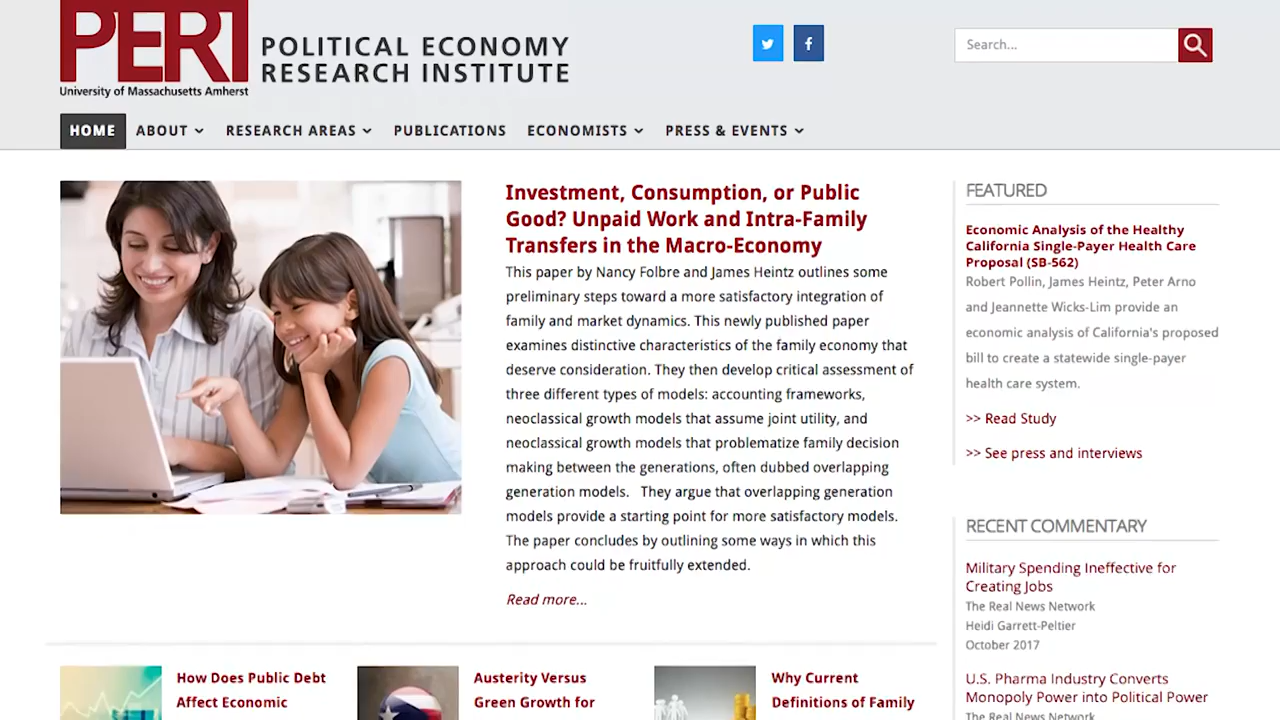 PERI
University of Massachusetts Amherst
POLITICAL ECONOMY
RESEARCH INSTITUTE
Search...
HOME
ABOUT
RESEARCH AREAS
PUBLICATIONS
ECONOMISTS
PRESS & EVENTS
Investment, Consumption, or Public
Good? Unpaid Work and Intra-Family
Transfers in the Macro-Economy
This paper by Nancy Folbre and James Heintz outlines some
preliminary steps toward a more satisfactory integration of
family and market dynamics. This newly published paper
examines distinctive characteristics of the family economy that
deserve consideration. They then develop critical assessment of
three different types of models: accounting frameworks,
neoclassical growth models that assume joint utility, and
neoclassical growth models that problematize family decision
making between the generations, often dubbed overlapping
generation models. They argue that overlapping generation
models provide a starting point for more satisfactory models.
The paper concludes by outlining some ways in which this
approach could be fruitfully extended.
Read more...
How Does Public Debt
Affect Economic
Austerity Versus
Green Growth for
Why Current
Definitions of Family
FEATURED
Economic Analysis of the Healthy
California Single-Payer Health Care
Proposal (SB-562)
Robert Pollin, James Heintz, Peter Arno
and Jeannette Wicks-Lim provide an
economic analysis of California's proposed
bill to create a statewide single-payer
health care system.
>> Read Study
>> See press and interviews
RECENT COMMENTARY
Military Spending Ineffective for
Creating Jobs
The Real News Network
Heidi Garrett-Peltier
October 2017
U.S. Pharma Industry Converts
Monopoly Power into Political Power
The Real News Network